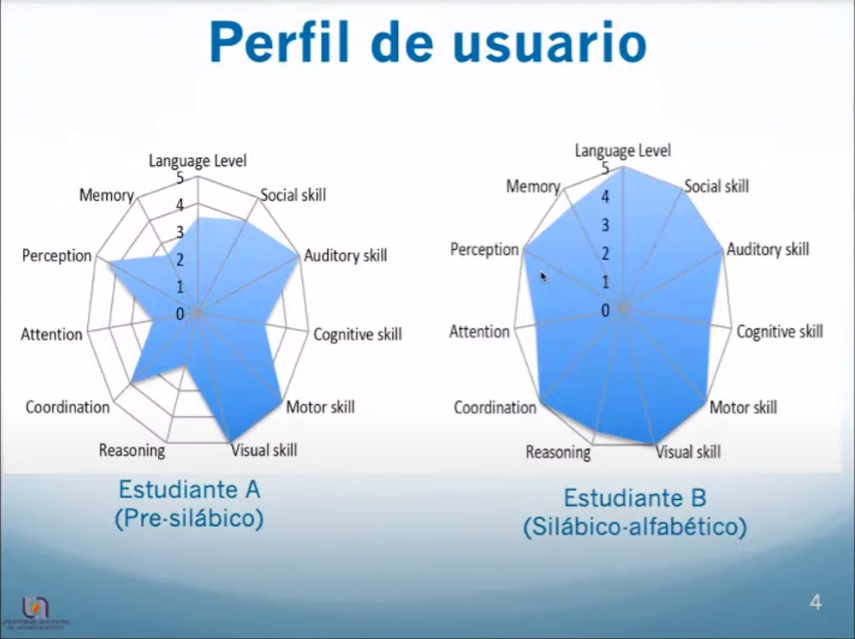 Perfil de usuario
Language Level
Social skill
Auditory skill
Cognitive skill
Motor skill
Visual skill
Reasoning
Coordination
Attention
Perception
Memory
5
4
3
2
1
0
Estudiante A
(Pre-silábico)
Language Level
Social skill
Auditory skill
Cognitive skill
Motor skill
Visual skill
Reasoning
Coordination
Attention
Perception
Memory
5
4
3
2
1
0
Estudiante B
(Silábico-alfabético)
4